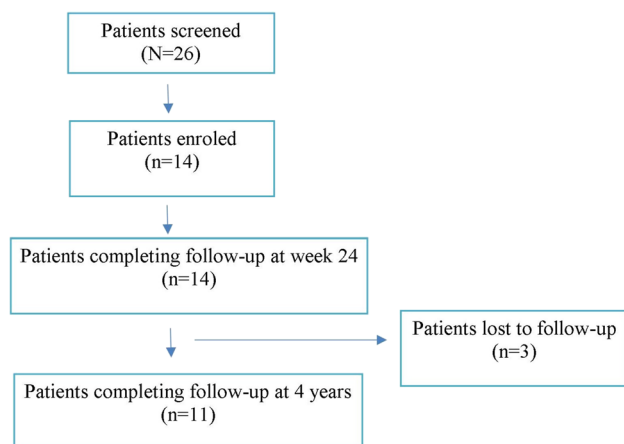 Patients screened
(N=26)
Patients enroled
(n=14)
Patients completing follow-up at week 24
(n=14)
Patients lost to follow-up
(n=3)
Patients completing follow-up at 4 years
(n=11)